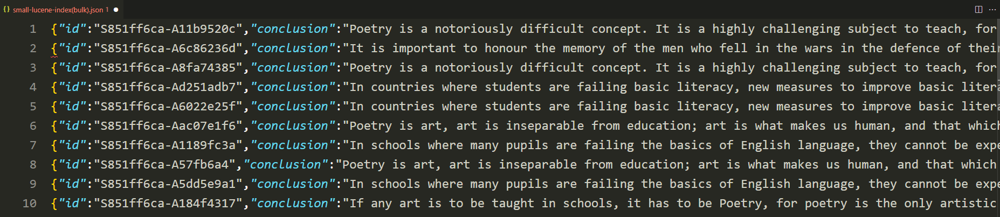 {} small-lucene-index(bulk).json 1 ● ···
1 {"id":"S851ff6ca-A11b9520c","conclusion":"Poetry is a notoriously difficult concept. It is a highly challenging subject to teach, for
2 {"id":"S851ff6ca-A6c86236d","conclusion":"It is important to honour the memory of the men who fell in the wars in the defence of their
3 {"id":"S851ff6ca-A8fa74385","conclusion":"Poetry is a notoriously difficult concept. It is a highly challenging subject to teach, for
4 {"id":"S851ff6ca-Ad251adb7","conclusion":"In countries where students are failing basic literacy, new measures to improve basic litera
5 {"id":"S851ff6ca-A6022e25f","conclusion":"In countries where students are failing basic literacy, new measures to improve basic litera
6 {"id":"S851ff6ca-Aac07e1f6","conclusion":"Poetry is art, art is inseparable from education; art is what makes us human, and that which
7 {"id":"S851ff6ca-A1189fc3a","conclusion":"In schools where many pupils are failing the basics of English language, they cannot be expe
8 {"id":"S851ff6ca-A57fb6a4","conclusion":"Poetry is art, art is inseparable from education; art is what makes us human, and that which
9 {"id":"S851ff6ca-A5dd5e9a1","conclusion":"In schools where many pupils are failing the basics of English language, they cannot be expe
10 {"id":"S851ff6ca-A184f4317","conclusion":"If any art is to be taught in schools, it has to be Poetry, for poetry is the only artistic